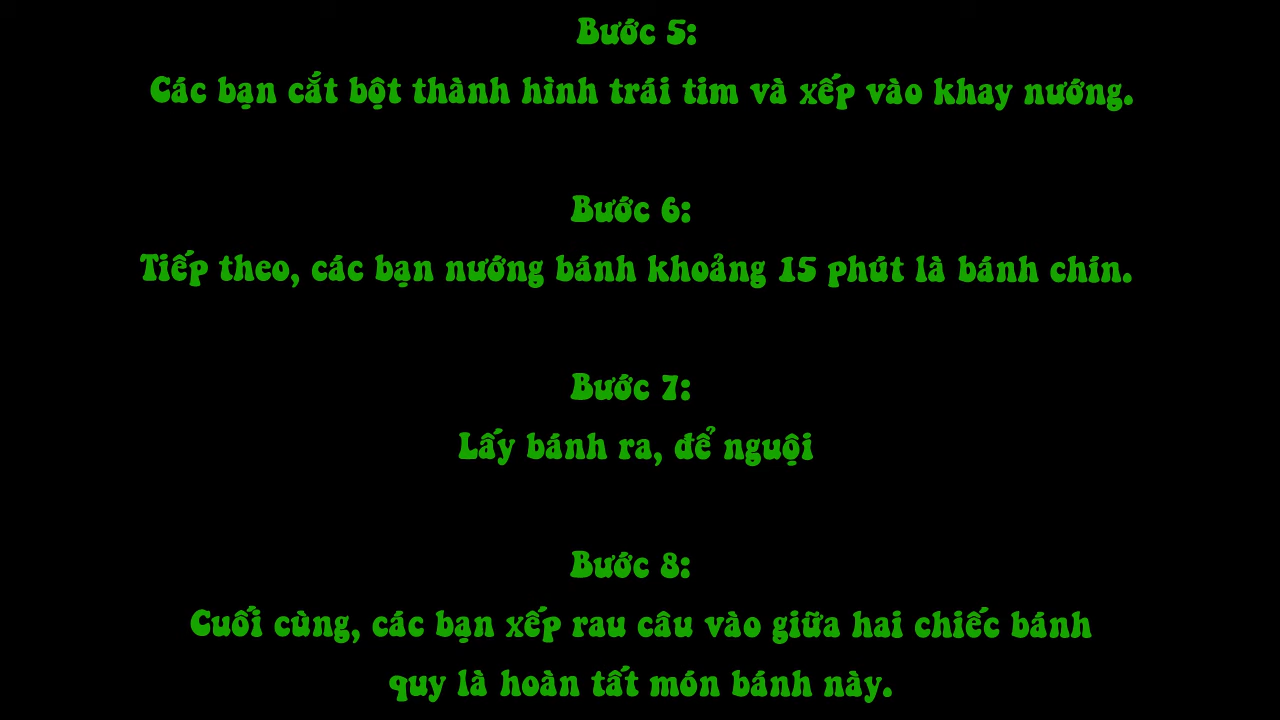 Bước 5:
Các bạn cắt bột thành hình trái tim và xếp vào khay nướng.
Bước 6:
Tiếp theo, các bạn nướng bánh khoảng 15 phút là bánh chín.
Bước 7:
Lấy bánh ra, để nguội
Bước 8:
Cuối cùng, các bạn xếp rau câu vào giữa hai chiếc bánh
quy là hoàn tất món bánh này.